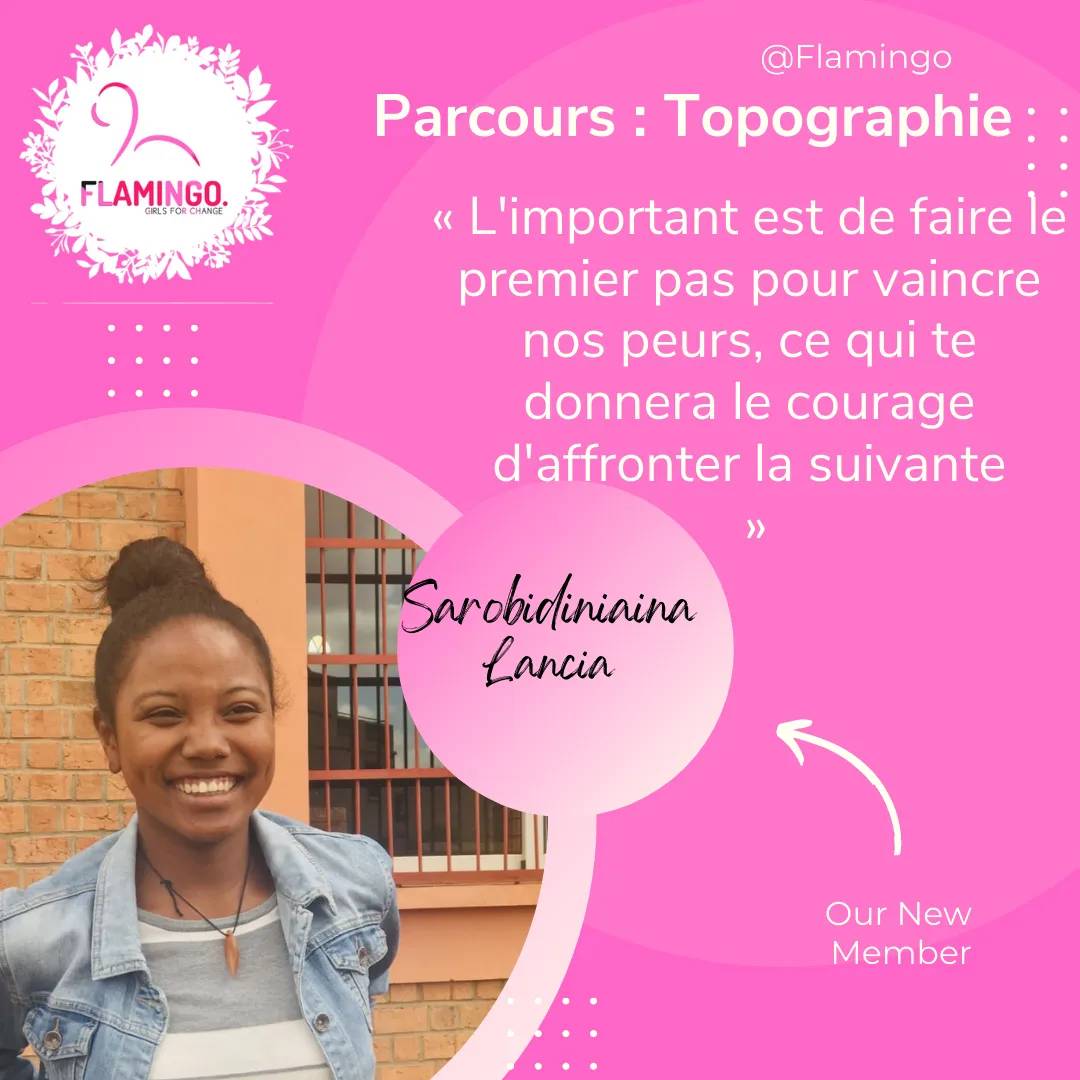 FLAMINGO.
GIRLS FOR CHANGE
@Flamingo
Parcours : Topographie
« L'important est de faire le
premier pas pour vaincre
nos peurs, ce qui te
donnera le courage
d'affronter la suivante
»
Sarobidiniaina
Lancia
Our New
Member